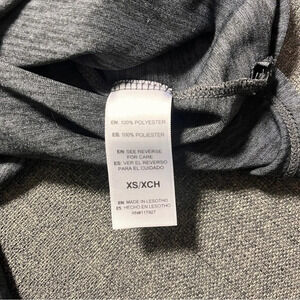 EN: 100% POLYESTER
ES: 100% POLIESTER
EN: SEE REVERSE
FOR CARE
ES: VER EL REVERSO
PARA EL CUIDADO
XS/XCH
EN: MADE IN LESOTHO
ES: HECHO EN LESOTHO